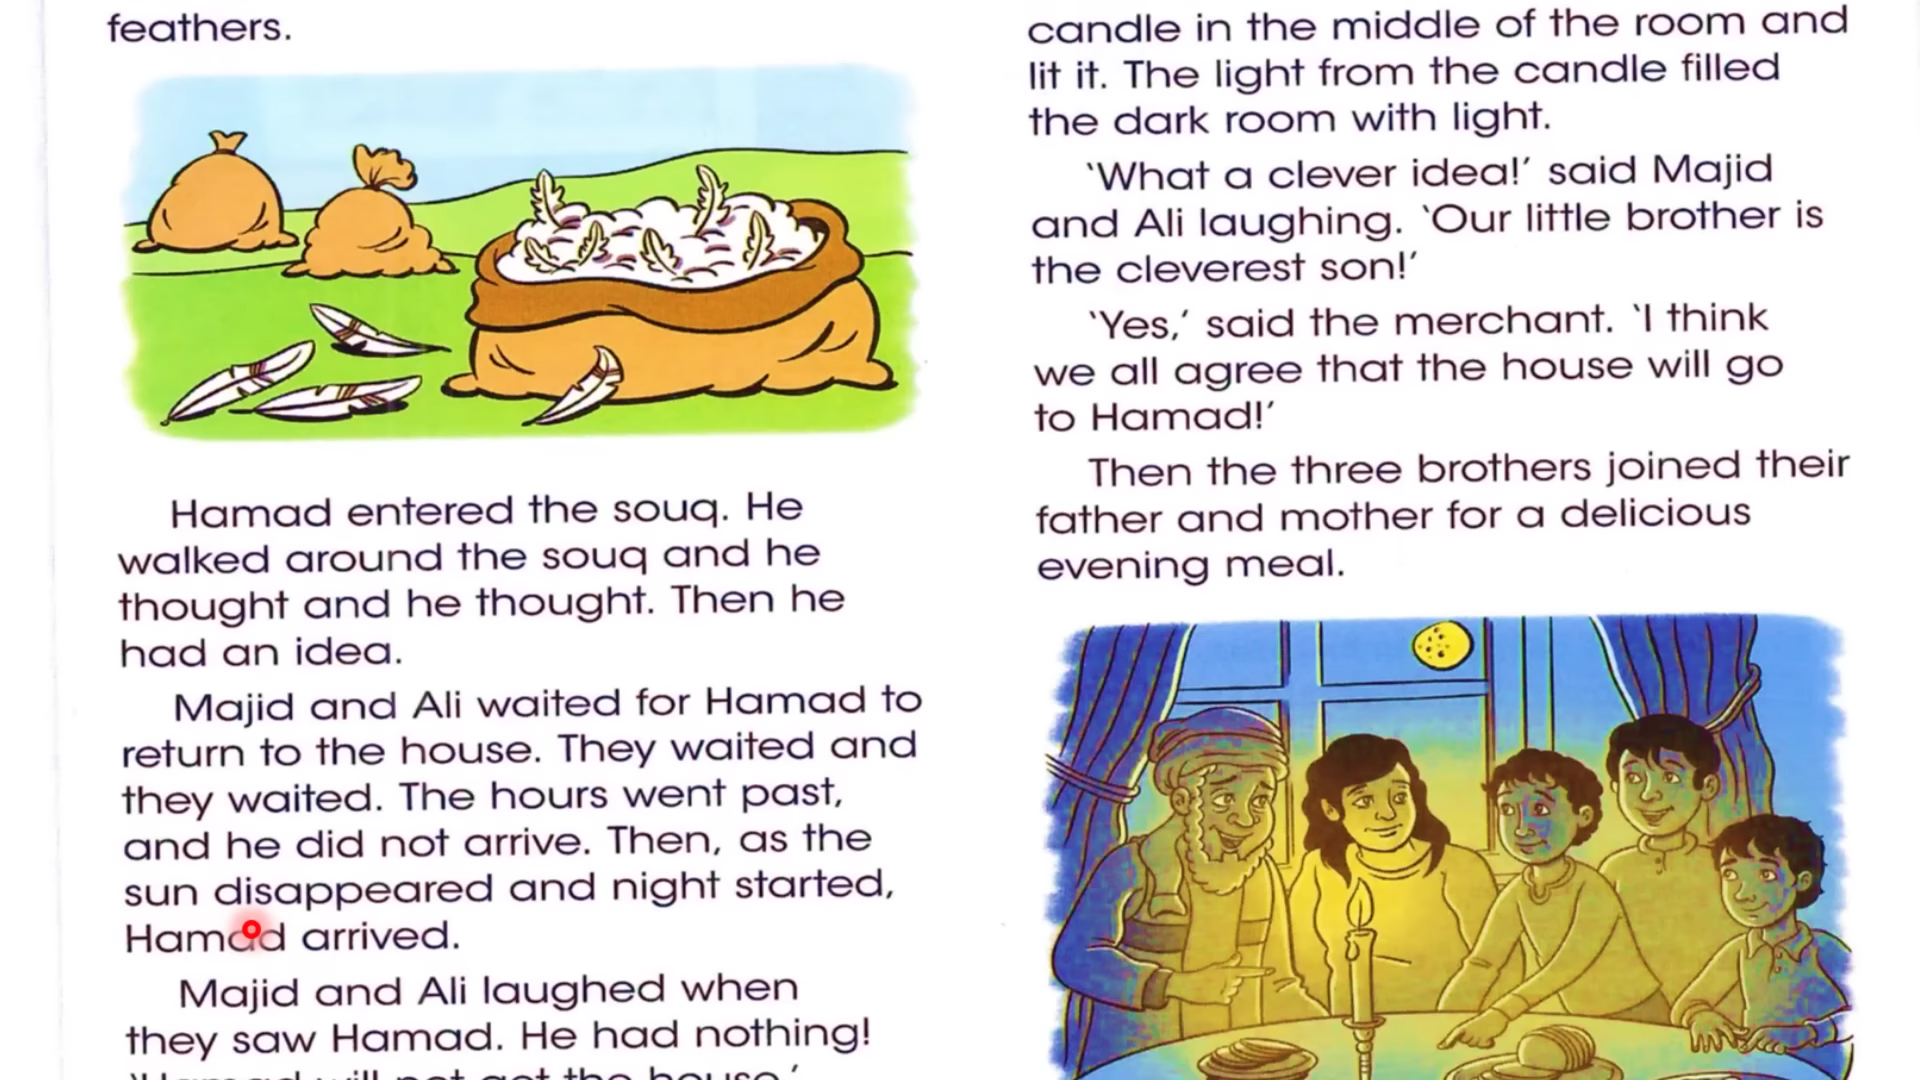 feathers.
Hamad entered the souq. He
walked around the souq and he
thought and he thought. Then he
had an idea.
Majid and Ali waited for Hamad to
return to the house. They waited and
they waited. The hours went past,
and he did not arrive. Then, as the
sun disappeared and night started,
Hamad arrived.
Majid and Ali laughed when
they saw Hamad. He had nothing!
‘Hamad will not get the house.’
candle in the middle of the room and
lit it. The light from the candle filled
the dark room with light.
‘What a clever idea!’ said Majid
and Ali laughing. ‘Our little brother is
the cleverest son!’
‘Yes,’ said the merchant. ‘I think
we all agree that the house will go
to Hamad!’
Then the three brothers joined their
father and mother for a delicious
evening meal.